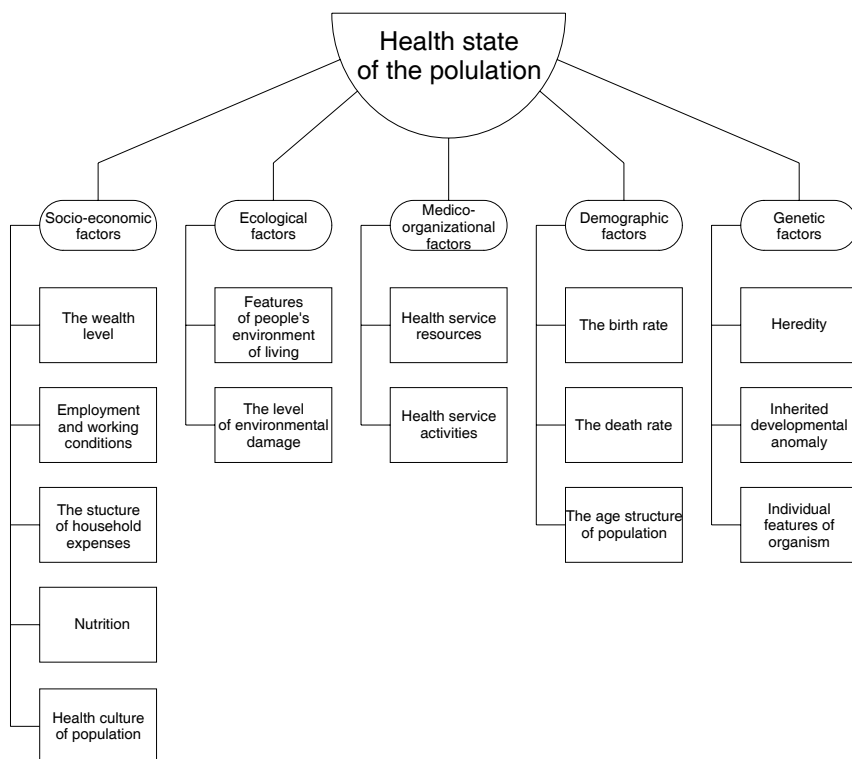 Health state
of the polulation
Socio-economic
factors
Ecological
factors
Medico-
organizational
factors
Demographic
factors
Genetic
factors
The wealth
level
Employment
and working
conditions
The stucture
of household
expenses
Nutrition
Health culture
of population
Features
of people's
environment
of living
The level
of environmental
damage
Health service
resources
Health service
activities
The birth rate
The death rate
The age structure
of population
Heredity
Inherited
developmental
anomaly
Individual
features of
organism